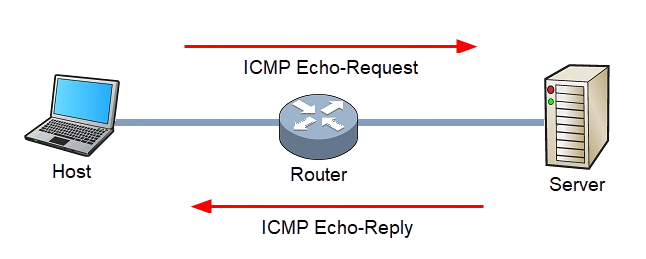 ICMP Echo-Request
Host
Router
Server
ICMP Echo-Reply